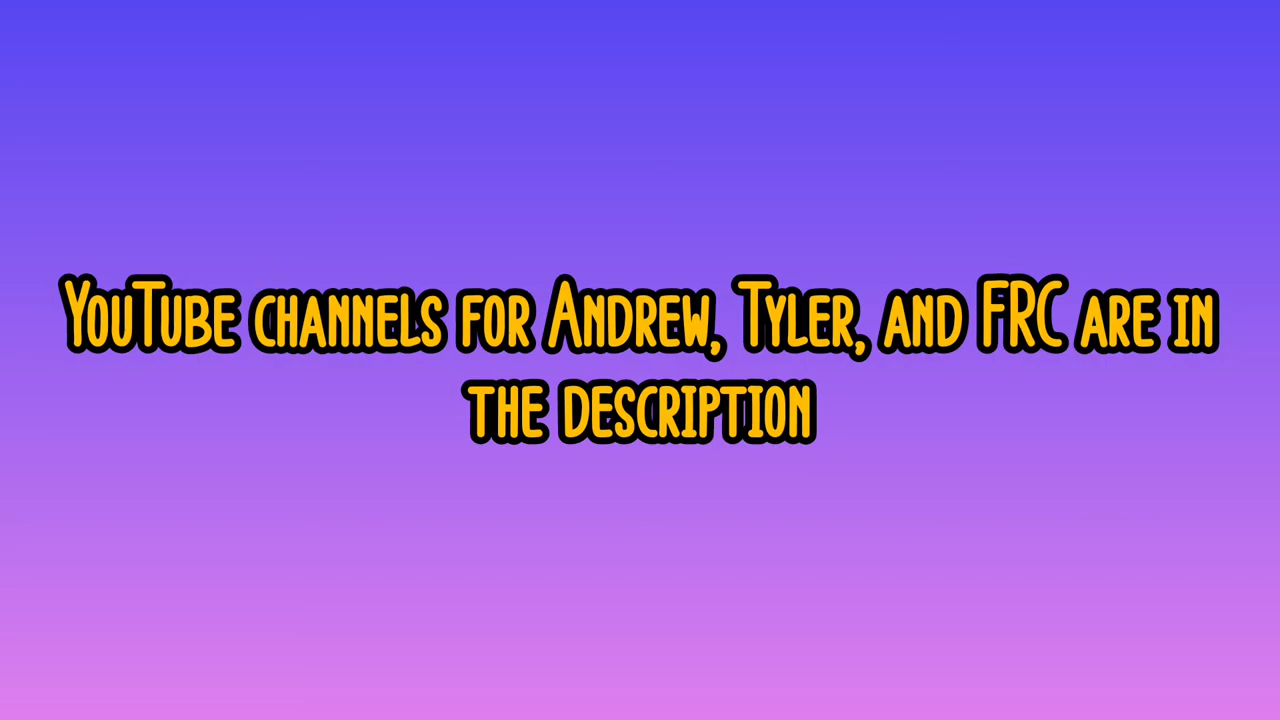 YouTube channels for Andrew, Tyler, and FRC are in
the description